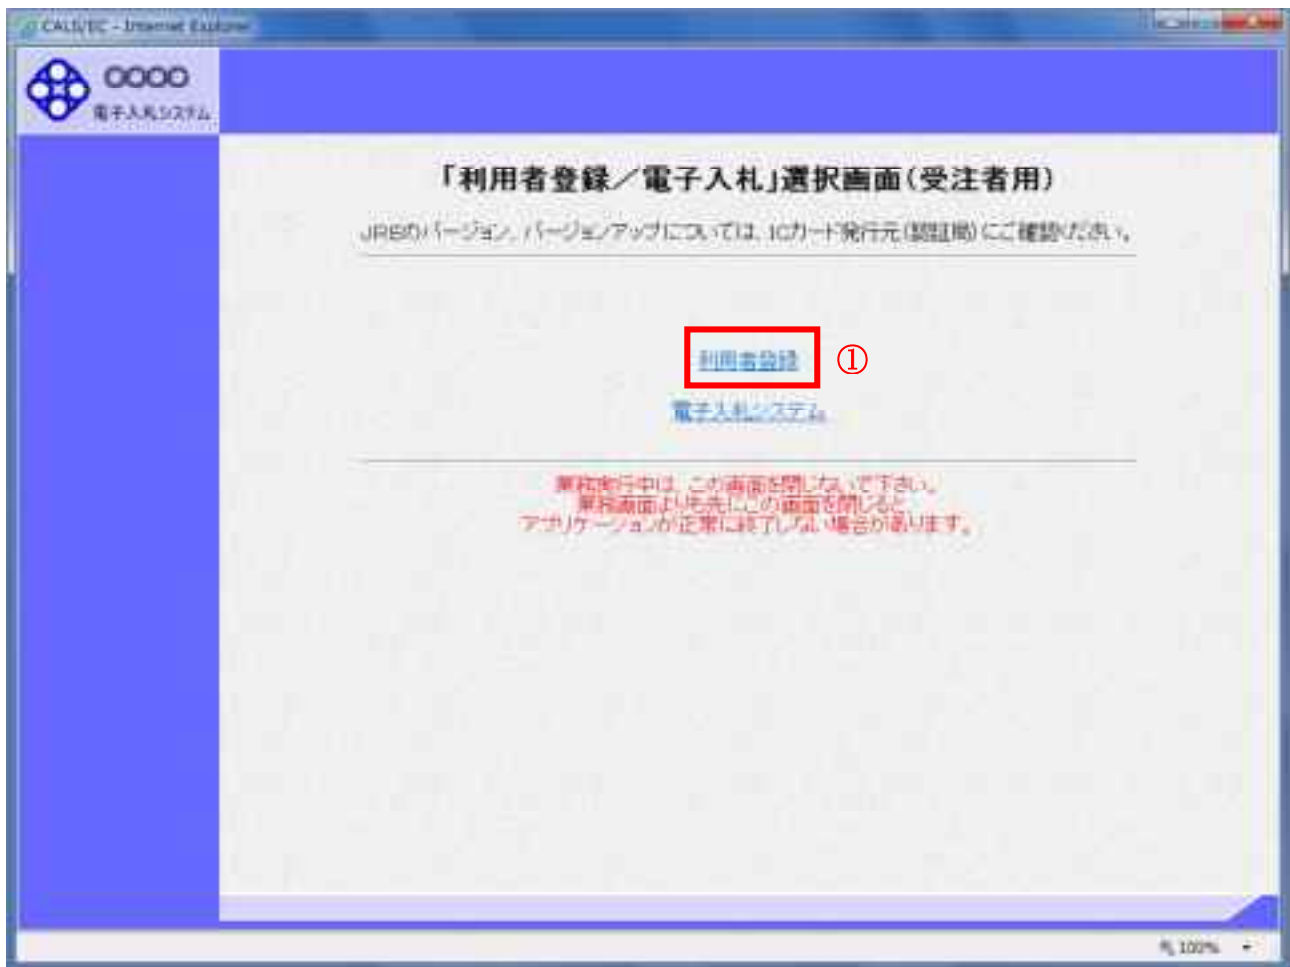 CALS/EC - Internet Explorer
○○○○
電子入札システム
「利用者登録／電子入札」選択画面(受注者用)
JREのバージョン、バージョンアップについては、ICカード発行元(認証局)にご確認ください。
利用者登録
①
電子入札システム
業務実行中は、この画面を閉じないで下さい。
業務画面よりも先にこの画面を閉じると
アプリケーションが正常に終了しない場合があります。
100%